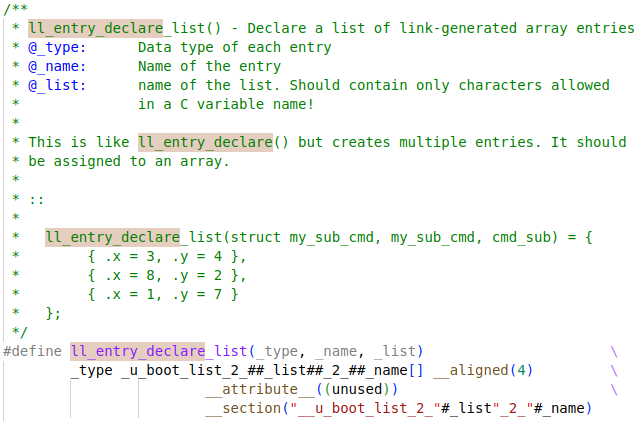 /**
 * ll_entry_declare_list() - Declare a list of link-generated array entries
 * @_type:      Data type of each entry
 * @_name:      Name of the entry
 * @_list:      name of the list. Should contain only characters allowed
 *              in a C variable name!
 *
 * This is like ll_entry_declare() but creates multiple entries. It should
 * be assigned to an array.
 *
 * ::
 *
 *   ll_entry_declare_list(struct my_sub_cmd, my_sub_cmd, cmd_sub) = {
 *        { .x = 3, .y = 4 },
 *        { .x = 8, .y = 2 },
 *        { .x = 1, .y = 7 }
 *   };
 */
#define ll_entry_declare_list(_type, _name, _list)                       \
        _type _u_boot_list_2_##_list##_2_##_name[] __aligned(4)         \
                        __attribute__((unused))                         \
                        __section("__u_boot_list_2_"#_list"_2_"#_name)